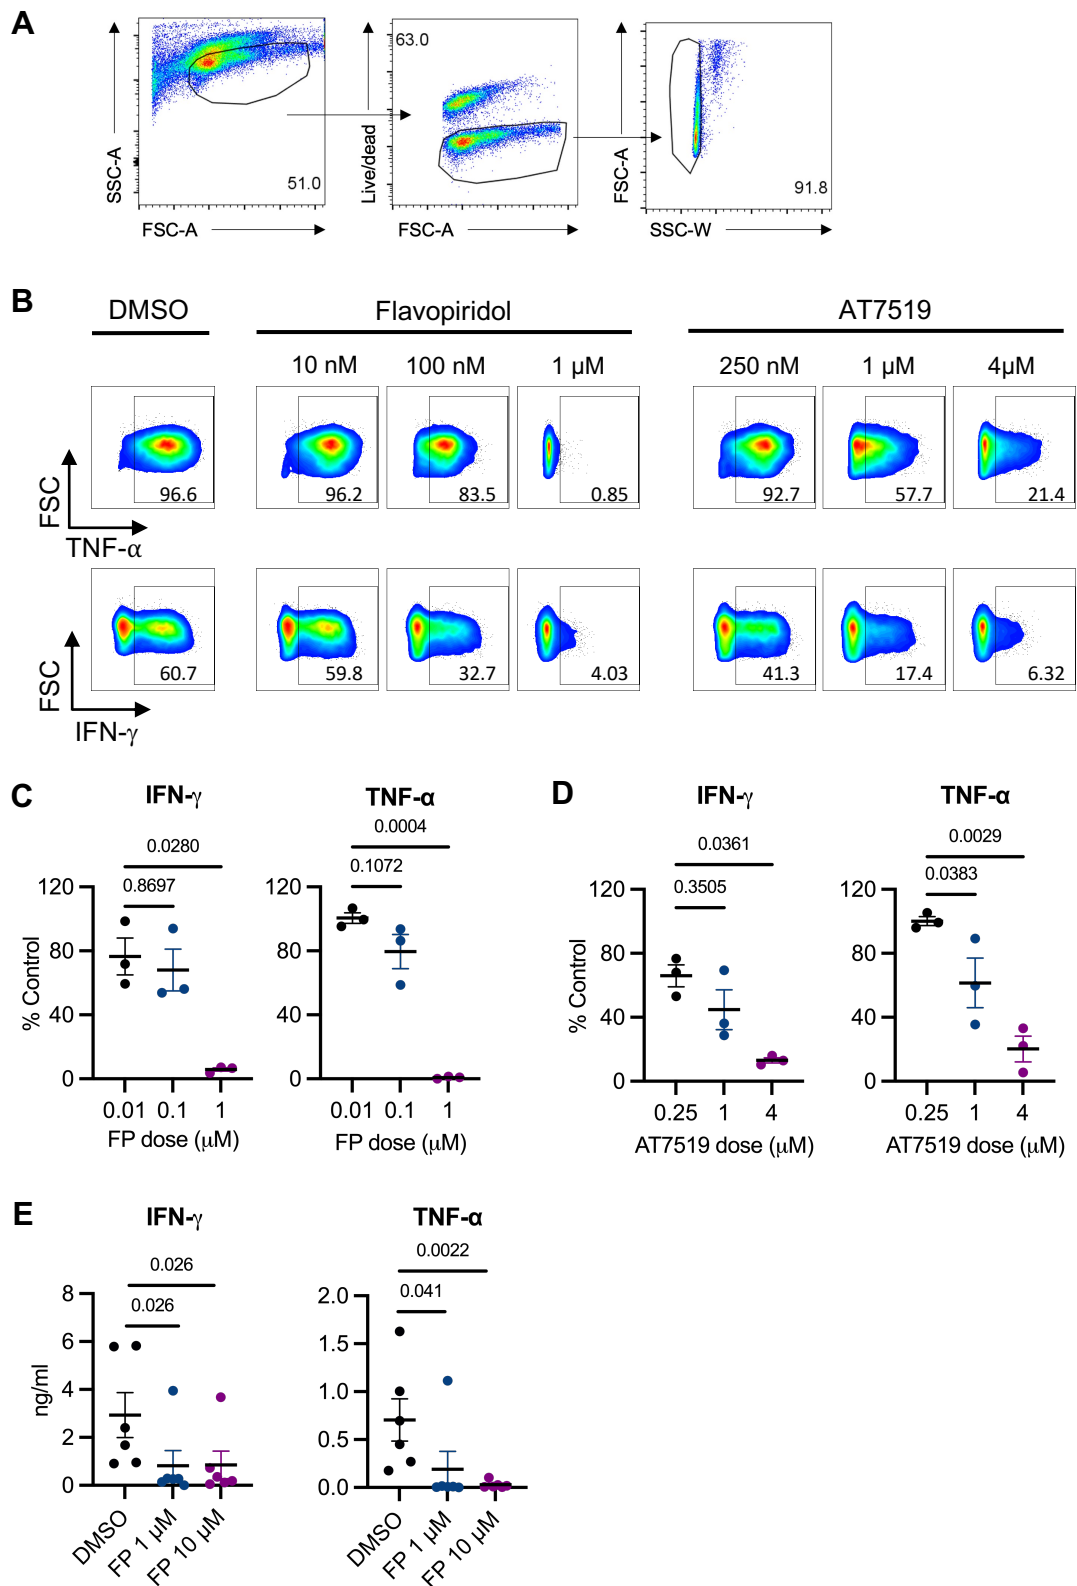 A
SSC-A
51.0
FSC-A
63.0
Live/dead
FSC-A
FSC-A
91.8
SSC-W
B
DMSO
Flavopiridol
AT7519
10 nM
100 nM
1 µM
250 nM
1 µM
4µM
FSC
96.6
96.2
83.5
0.85
92.7
57.7
21.4
TNF-α
FSC
60.7
59.8
32.7
4.03
41.3
17.4
6.32
IFN-γ
C
IFN-γ
0.0280
0.8697
% Control
120
80
40
0
0.01 0.1 1
FP dose (µM)
TNF-α
0.0004
0.1072
120
80
40
0
0.01 0.1 1
FP dose (µM)
D
IFN-γ
0.0361
0.3505
% Control
120
80
40
0
0.25 1 4
AT7519 dose (µM)
TNF-α
0.0029
0.0383
120
80
40
0
0.25 1 4
AT7519 dose (µM)
E
IFN-γ
0.026
0.026
ng/ml
8
6
4
2
0
DMSO
FP 1 µM
FP 10 µM
TNF-α
0.0022
0.041
2.0
1.5
1.0
0.5
0.0
DMSO
FP 1 µM
FP 10 µM